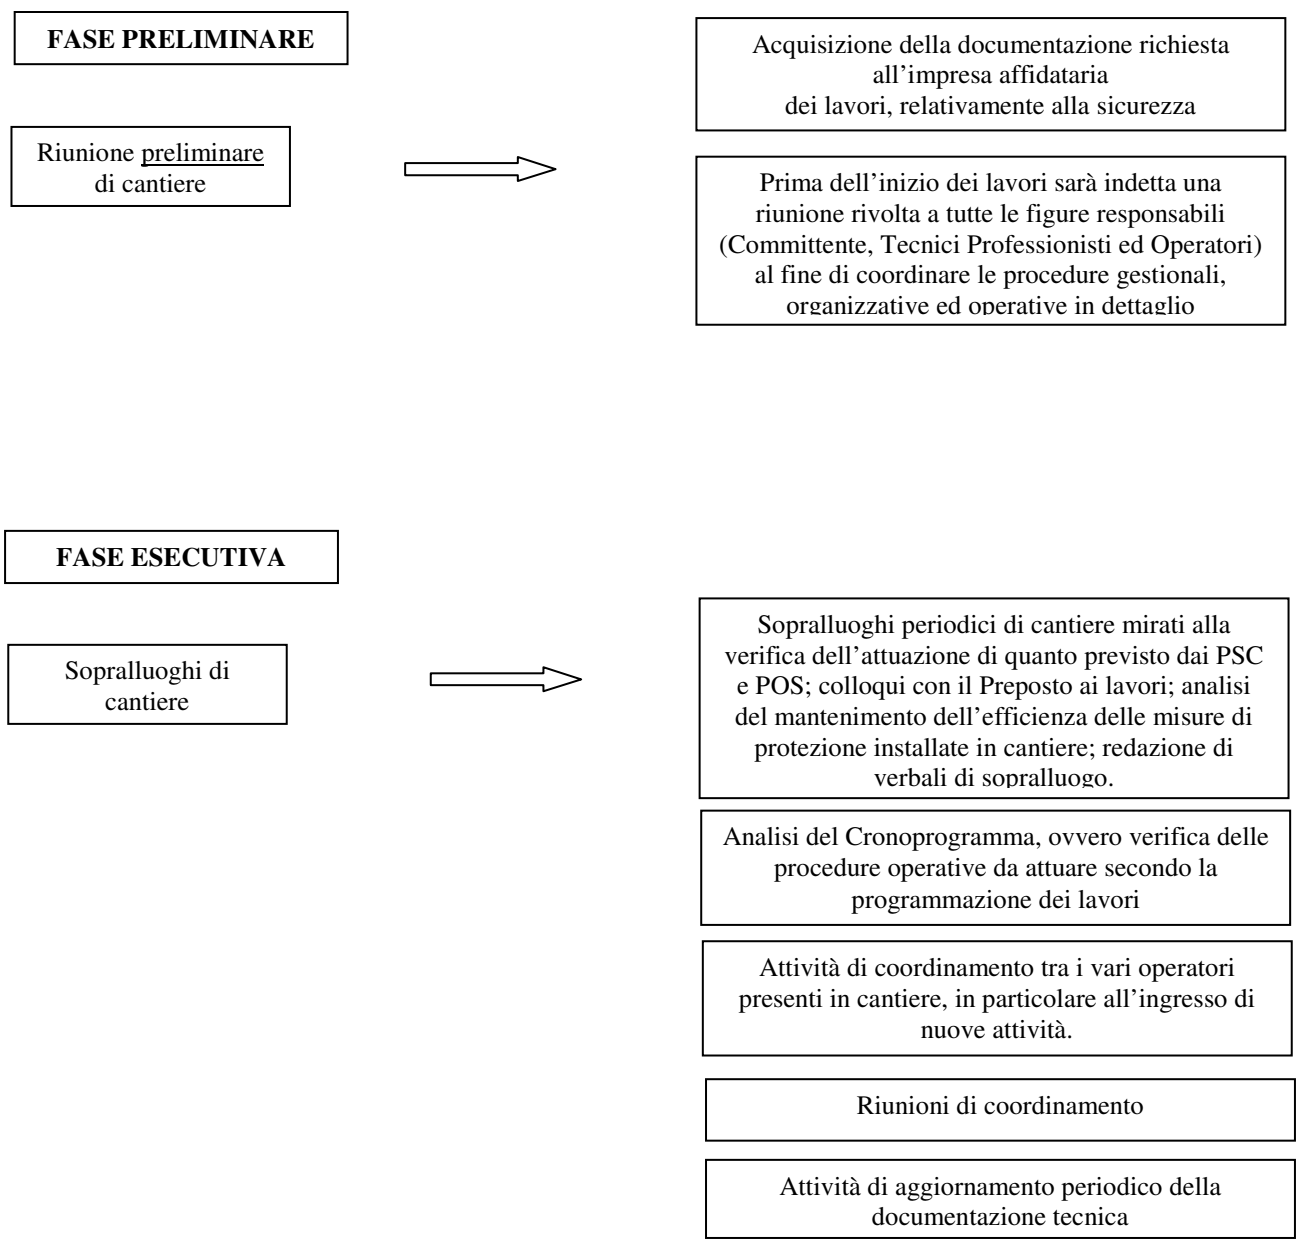 FASE PRELIMINARE
Acquisizione della documentazione richiesta
all’impresa affidataria
dei lavori, relativamente alla sicurezza
Riunione preliminare
di cantiere
Prima dell’inizio dei lavori sarà indetta una
riunione rivolta a tutte le figure responsabili
(Committente, Tecnici Professionisti ed Operatori)
al fine di coordinare le procedure gestionali,
organizzative ed operative in dettaglio
FASE ESECUTIVA
Sopralluoghi di
cantiere
Sopralluoghi periodici di cantiere mirati alla
verifica dell’attuazione di quanto previsto dai PSC
e POS; colloqui con il Preposto ai lavori; analisi
del mantenimento dell’efficienza delle misure di
protezione installate in cantiere; redazione di
verbali di sopralluogo.
Analisi del Cronoprogramma, ovvero verifica delle
procedure operative da attuare secondo la
programmazione dei lavori
Attività di coordinamento tra i vari operatori
presenti in cantiere, in particolare all’ingresso di
nuove attività.
Riunioni di coordinamento
Attività di aggiornamento periodico della
documentazione tecnica